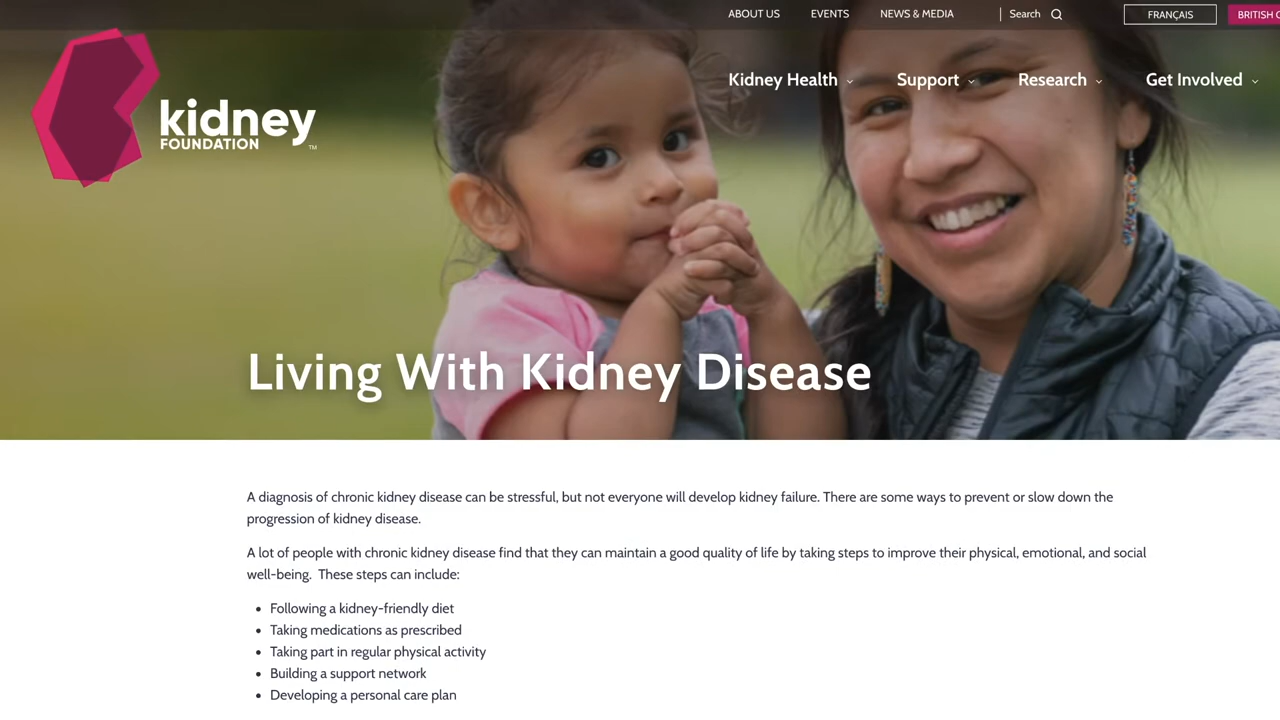 ABOUT US EVENTS NEWS & MEDIA Search FRANÇAIS BRITISH
Kidney Health Support Research Get Involved
kidney
FOUNDATION
TM
Living With Kidney Disease
A diagnosis of chronic kidney disease can be stressful, but not everyone will develop kidney failure. There are some ways to prevent or slow down the
progression of kidney disease.
A lot of people with chronic kidney disease find that they can maintain a good quality of life by taking steps to improve their physical, emotional, and social
well-being. These steps can include:
• Following a kidney-friendly diet
• Taking medications as prescribed
• Taking part in regular physical activity
• Building a support network
• Developing a personal care plan